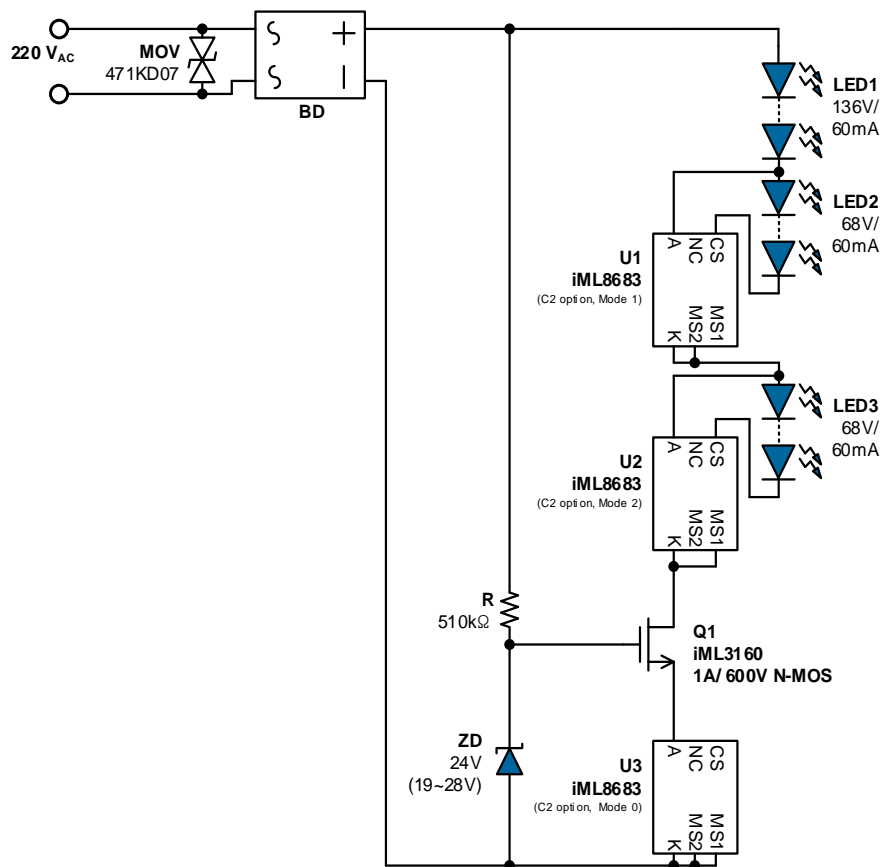 220 VAC
MOV
471KD07
BD
LED1
136V/
60mA
LED2
68V/
60mA
A
NC
CS
U1
iML8683
(C2 option, Mode 1)
K
MS2
MS1
LED3
68V/
60mA
A
NC
CS
U2
iML8683
(C2 option, Mode 2)
K
MS2
MS1
R
510kΩ
Q1
iML3160
1A/ 600V N-MOS
ZD
24V
(19~28V)
A
NC
CS
U3
iML8683
(C2 option, Mode 0)
K
MS2
MS1